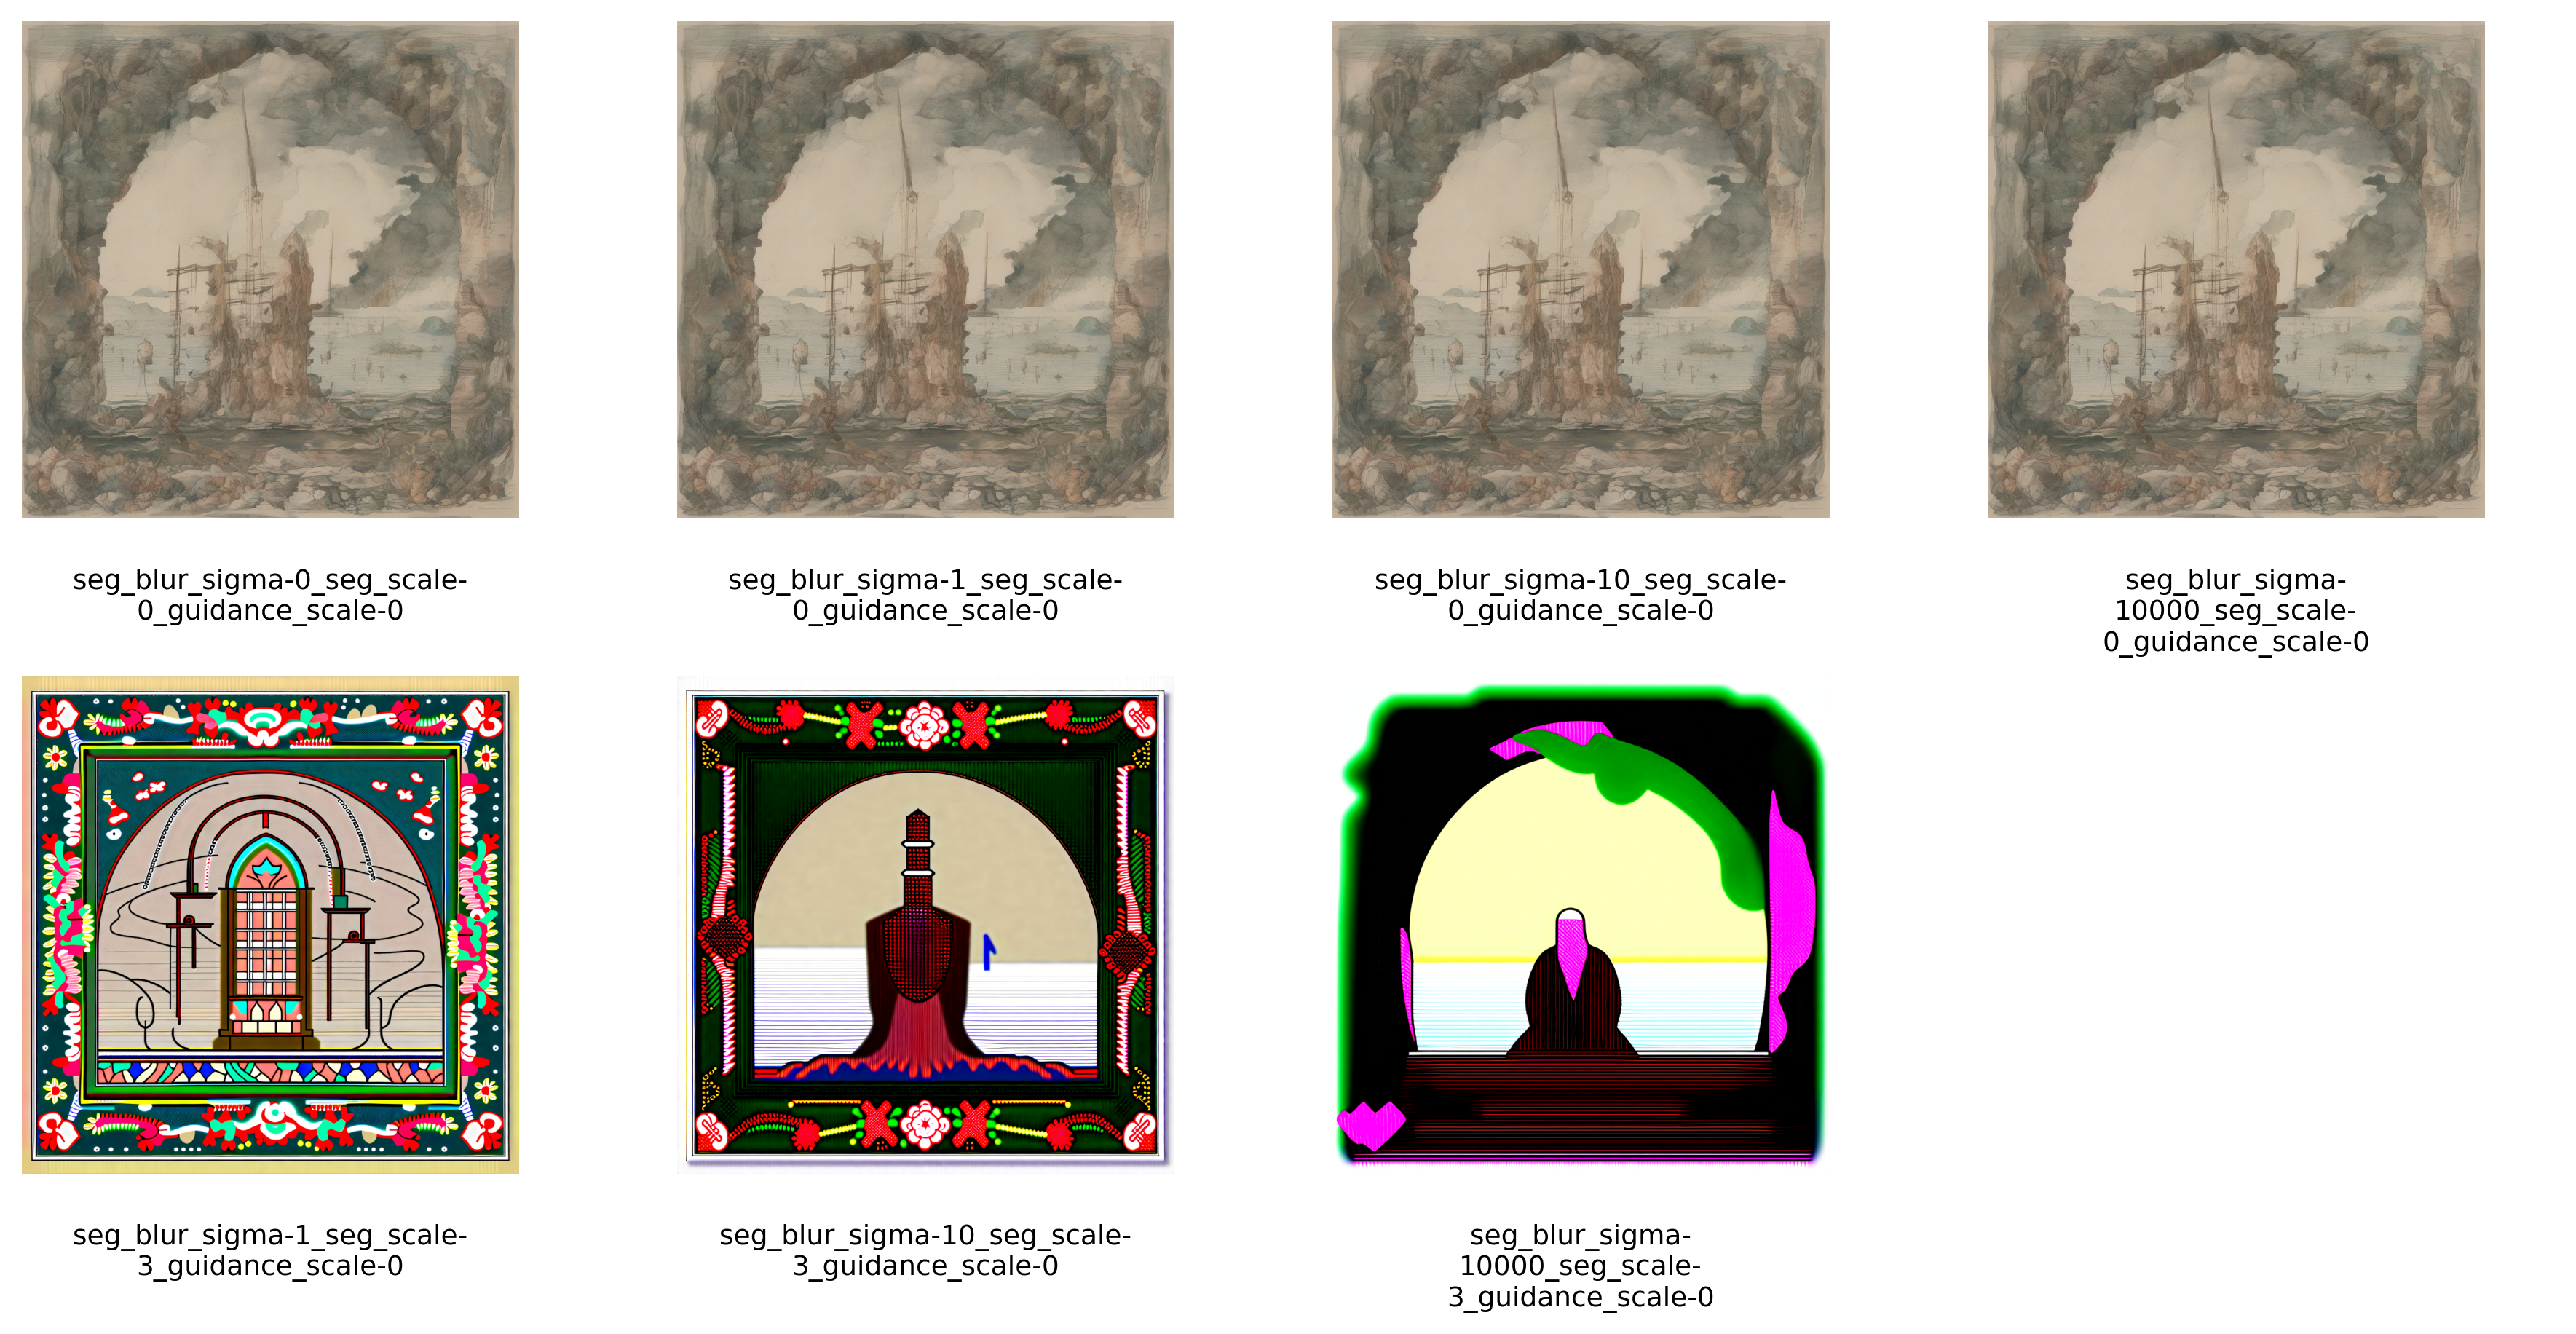 seg_blur_sigma-0_seg_scale-
0_guidance_scale-0
seg_blur_sigma-1_seg_scale-
0_guidance_scale-0
seg_blur_sigma-10_seg_scale-
0_guidance_scale-0
seg_blur_sigma-
10000_seg_scale-
0_guidance_scale-0
seg_blur_sigma-1_seg_scale-
3_guidance_scale-0
seg_blur_sigma-10_seg_scale-
3_guidance_scale-0
seg_blur_sigma-
10000_seg_scale-
3_guidance_scale-0